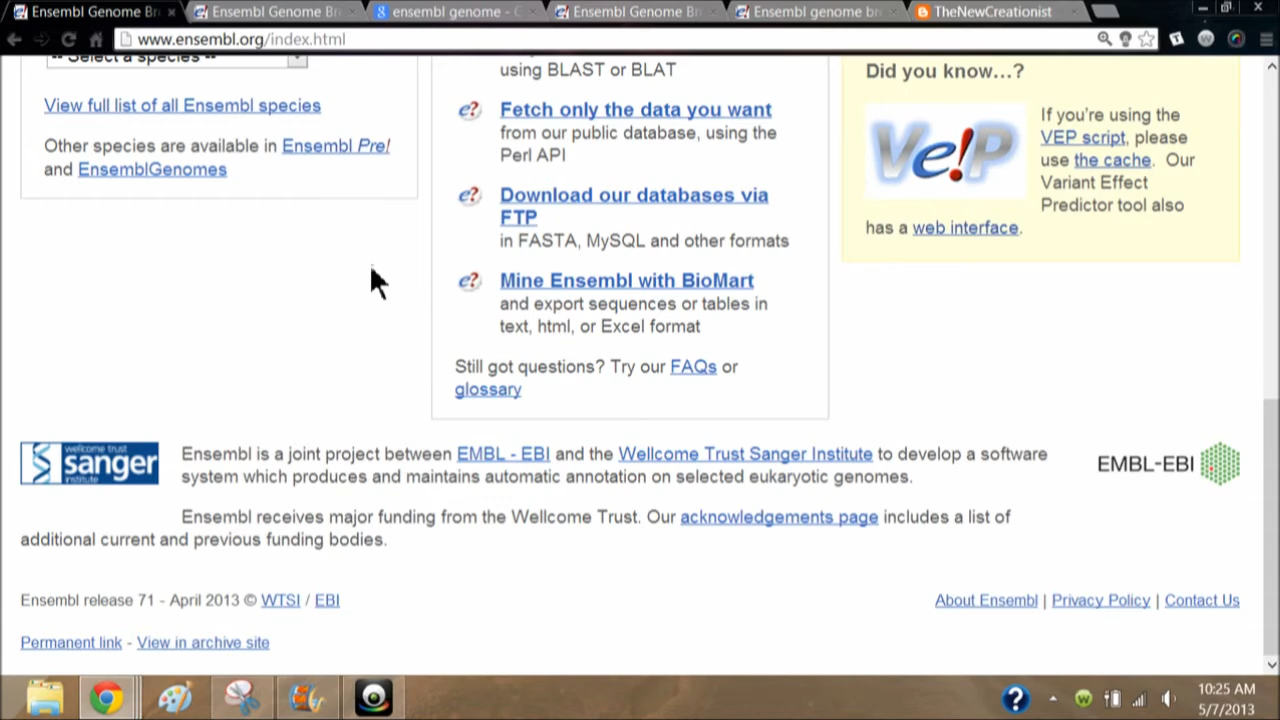 Ensembl Genome Br
Ensembl Genome Br
ensembl genome -
Ensembl Genome Br
Ensembl genome br
TheNewCreationist
www.ensembl.org/index.html
-- Select a species --
View full list of all Ensembl species
Other species are available in Ensembl Pre!
and EnsemblGenomes
using BLAST or BLAT
e? Fetch only the data you want
from our public database, using the
Perl API
e? Download our databases via
FTP
in FASTA, MySQL and other formats
e? Mine Ensembl with BioMart
and export sequences or tables in
text, html, or Excel format
Still got questions? Try our FAQs or
glossary
Did you know...?
Ve!P
If you're using the
VEP script, please
use the cache. Our
Variant Effect
Predictor tool also
has a web interface.
wellcome trust
sanger
institute
Ensembl is a joint project between EMBL - EBI and the Wellcome Trust Sanger Institute to develop a software
system which produces and maintains automatic annotation on selected eukaryotic genomes.
EMBL-EBI
Ensembl receives major funding from the Wellcome Trust. Our acknowledgements page includes a list of
additional current and previous funding bodies.
Ensembl release 71 - April 2013 © WTSI / EBI
About Ensembl | Privacy Policy | Contact Us
Permanent link - View in archive site
10:25 AM
5/7/2013